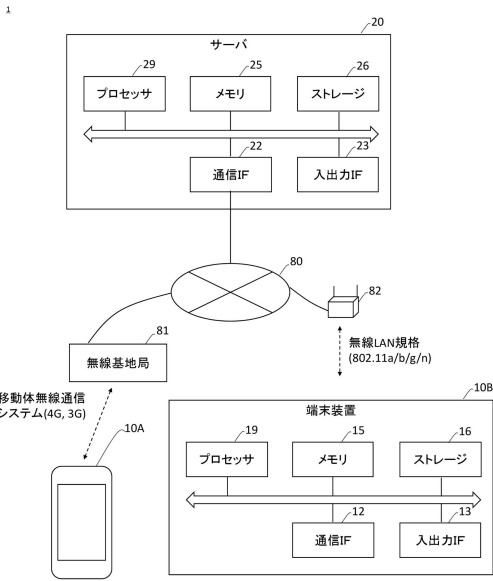 1
20
サーバ
29
25
26
プロセッサ
メモリ
ストレージ
22
23
通信IF
入出力IF
80
82
81
無線基地局
無線LAN規格
(802.11a/b/g/n)
移動体無線通信
システム(4G, 3G)
10A
10B
端末装置
19
15
16
プロセッサ
メモリ
ストレージ
12
13
通信IF
入出力IF